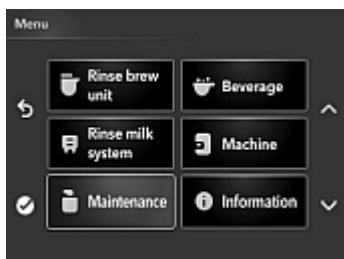 Menu
Rinse brew
unit
Beverage
Rinse milk
system
Machine
Maintenance
Information